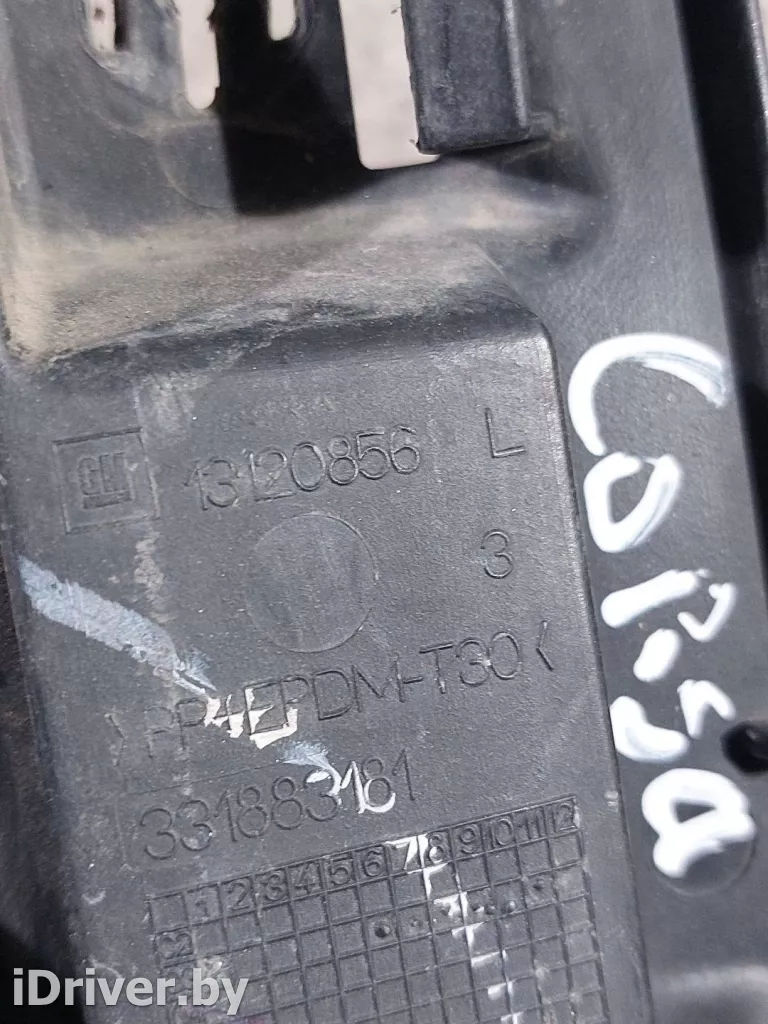 GM 13120856 L
3
>PP+EPDM-T30<
331883181
1 2 3 4 5 6 7 8 9 10 11 12
CORSA
iDriver.by